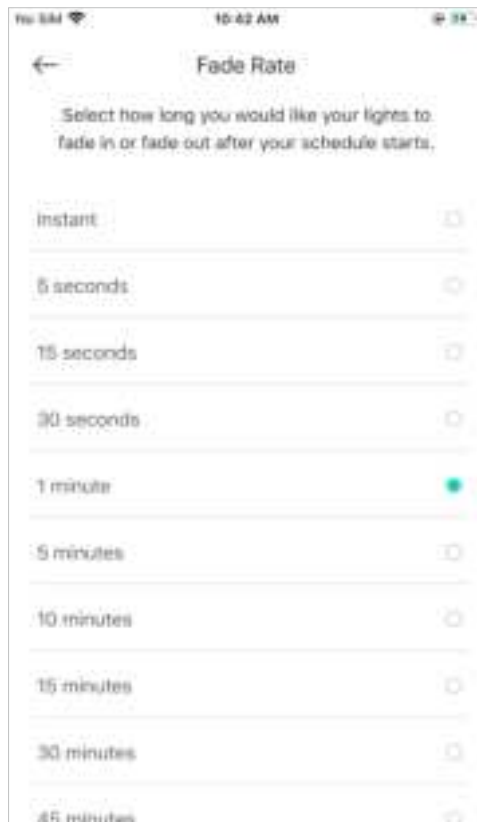 No SIM 10:42 AM
Fade Rate
Select how long you would like your lights to
fade in or fade out after your schedule starts.
Instant
5 seconds
15 seconds
30 seconds
1 minute
5 minutes
10 minutes
15 minutes
30 minutes
45 minutes